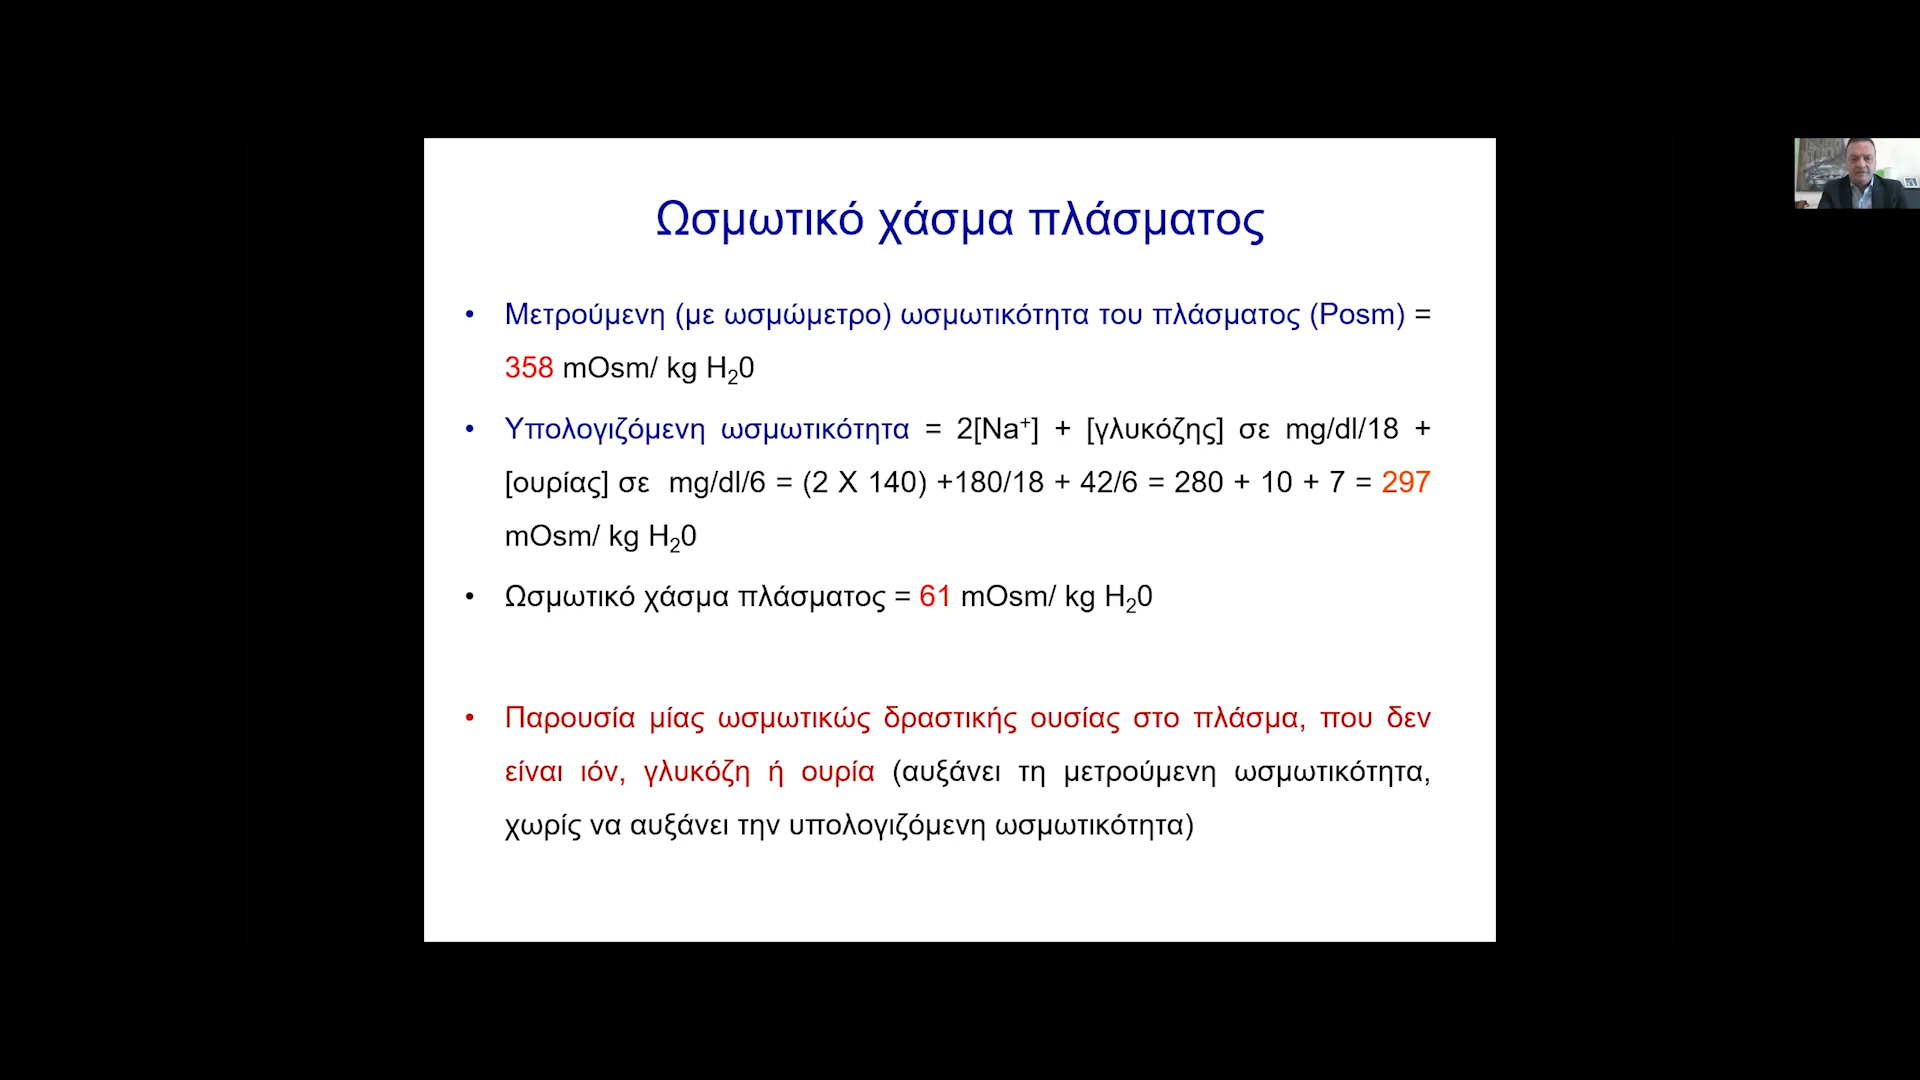 Ωσμωτικό χάσμα πλάσματος
• Μετρούμενη (με ωσμώμετρο) ωσμωτικότητα του πλάσματος (Posm) =
358 mOsm/ kg H₂0
• Υπολογιζόμενη ωσμωτικότητα = 2[Na⁺] + [γλυκόζης] σε mg/dl/18 +
[ουρίας] σε mg/dl/6 = (2 X 140) +180/18 + 42/6 = 280 + 10 + 7 = 297
mOsm/ kg H₂0
• Ωσμωτικό χάσμα πλάσματος = 61 mOsm/ kg H₂0
• Παρουσία μίας ωσμωτικώς δραστικής ουσίας στο πλάσμα, που δεν
είναι ιόν, γλυκόζη ή ουρία (αυξάνει τη μετρούμενη ωσμωτικότητα,
χωρίς να αυξάνει την υπολογιζόμενη ωσμωτικότητα)